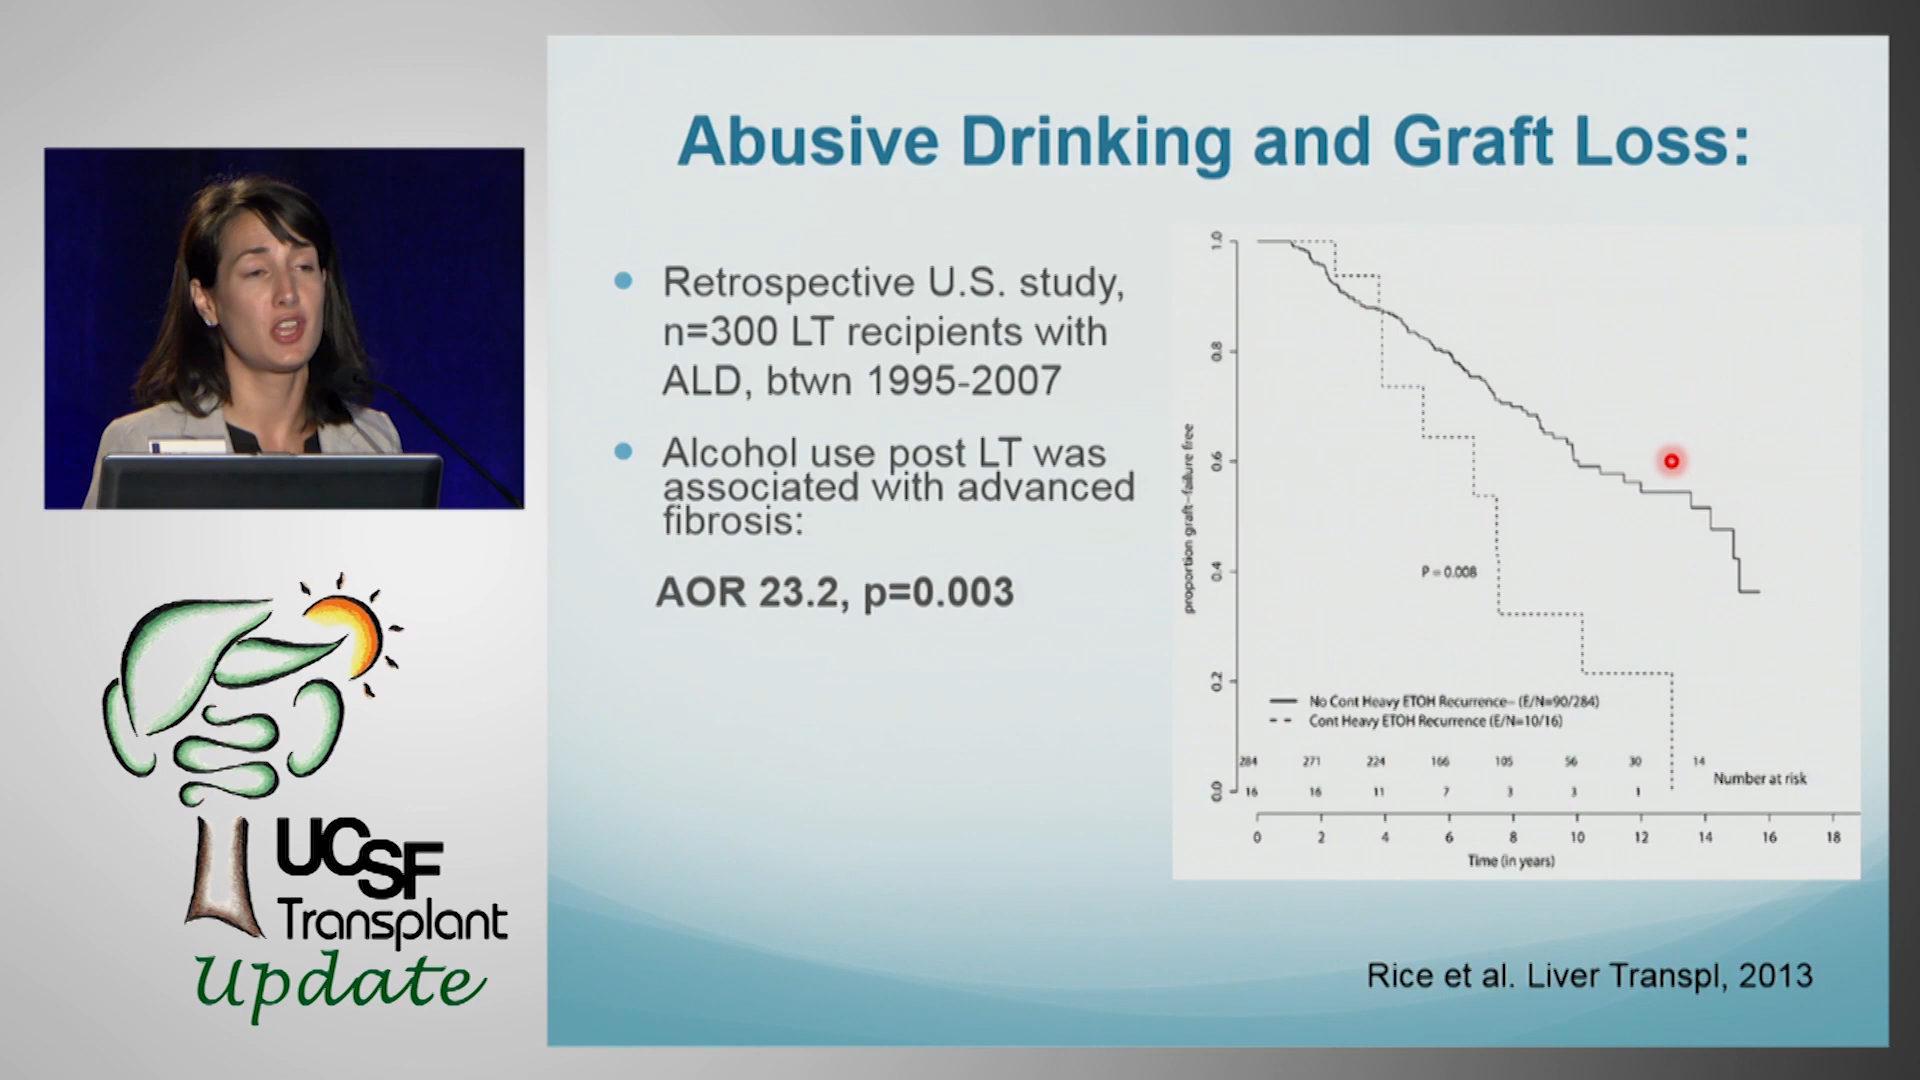 Abusive Drinking and Graft Loss:
Retrospective U.S. study,
n=300 LT recipients with
ALD, btwn 1995-2007
Alcohol use post LT was
associated with advanced
fibrosis:
AOR 23.2, p=0.003
proportion graft-failure free
1.0
0.8
0.6
0.4
0.2
0.0
P = 0.008
No Cont Heavy ETOH Recurrence– (E/N=90/284)
Cont Heavy ETOH Recurrence (E/N=10/16)
284 271 224 166 105 56 30 14
Number at risk
16 16 11 7 3 3 1
0 2 4 6 8 10 12 14 16 18
Time (in years)
Rice et al. Liver Transpl, 2013
UCSF
Transplant
Update